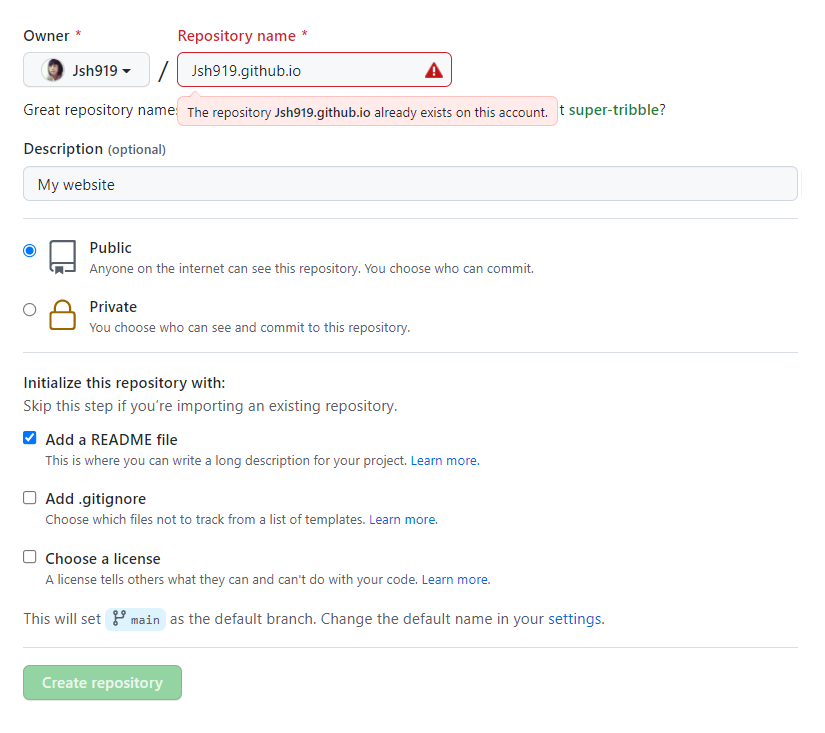 Owner * Repository name *
Jsh919 / Jsh919.github.io
Great repository name
The repository Jsh919.github.io already exists on this account.
t super-tribble?
Description (optional)
My website
Public
Anyone on the internet can see this repository. You choose who can commit.
Private
You choose who can see and commit to this repository.
Initialize this repository with:
Skip this step if you’re importing an existing repository.
Add a README file
This is where you can write a long description for your project. Learn more.
Add .gitignore
Choose which files not to track from a list of templates. Learn more.
Choose a license
A license tells others what they can and can't do with your code. Learn more.
This will set main as the default branch. Change the default name in your settings.
Create repository